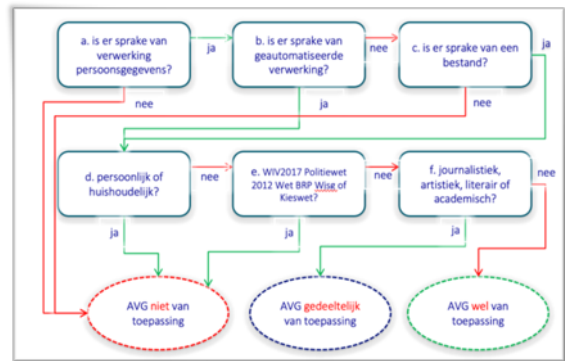 a. is er sprake van
verwerking
persoonsgegevens?
ja
b. is er sprake van
geautomatiseerde
verwerking?
nee
c. is er sprake van een
bestand?
ja
nee
ja
nee
d. persoonlijk of
huishoudelijk?
nee
e. WIV2017 Politiewet
2012 Wet BRP Wjsg of
Kieswet?
nee
f. journalistiek,
artistiek, literair of
academisch?
nee
ja
ja
ja
AVG niet van
toepassing
AVG gedeeltelijk
van toepassing
AVG wel van
toepassing